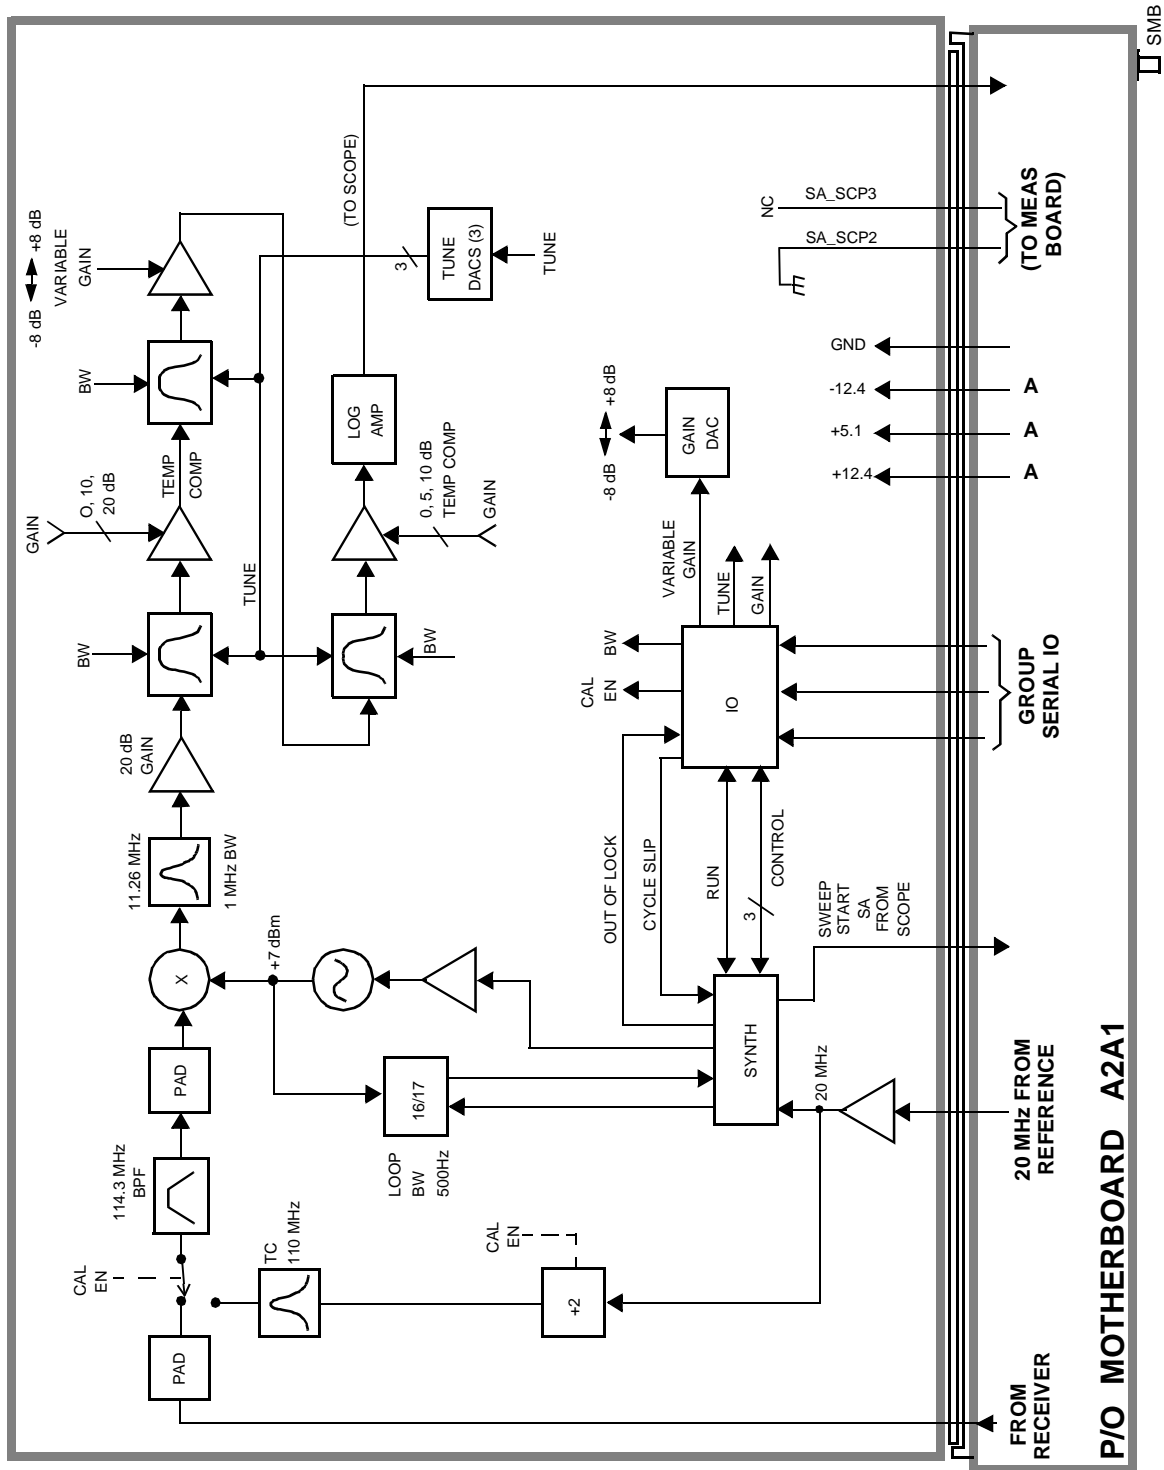 FROM
RECEIVER
P/O MOTHERBOARD A2A1
PAD
CAL
EN
114.3 MHz
BPF
PAD
X
11.26 MHz
1 MHz BW
20 dB
GAIN
BW
GAIN
O, 10,
20 dB
TEMP
COMP
BW
VARIABLE
GAIN
-8 dB
+8 dB
TUNE
TC
110 MHz
+7 dBm
LOOP
BW
500Hz
16/17
BW
0, 5, 10 dB
TEMP COMP
GAIN
LOG
AMP
(TO SCOPE)
3
TUNE
DACS (3)
TUNE
CAL
EN
+2
20 MHz
SYNTH
OUT OF LOCK
CYCLE SLIP
RUN
3
CONTROL
SWEEP
START
SA
FROM
SCOPE
CAL
EN
BW
IO
VARIABLE
GAIN
TUNE
GAIN
-8 dB
+8 dB
GAIN
DAC
+12.4
+5.1
-12.4
GND
A
A
A
NC
SA_SCP3
SA_SCP2
20 MHz FROM
REFERENCE
GROUP
SERIAL IO
(TO MEAS
BOARD)
SMB